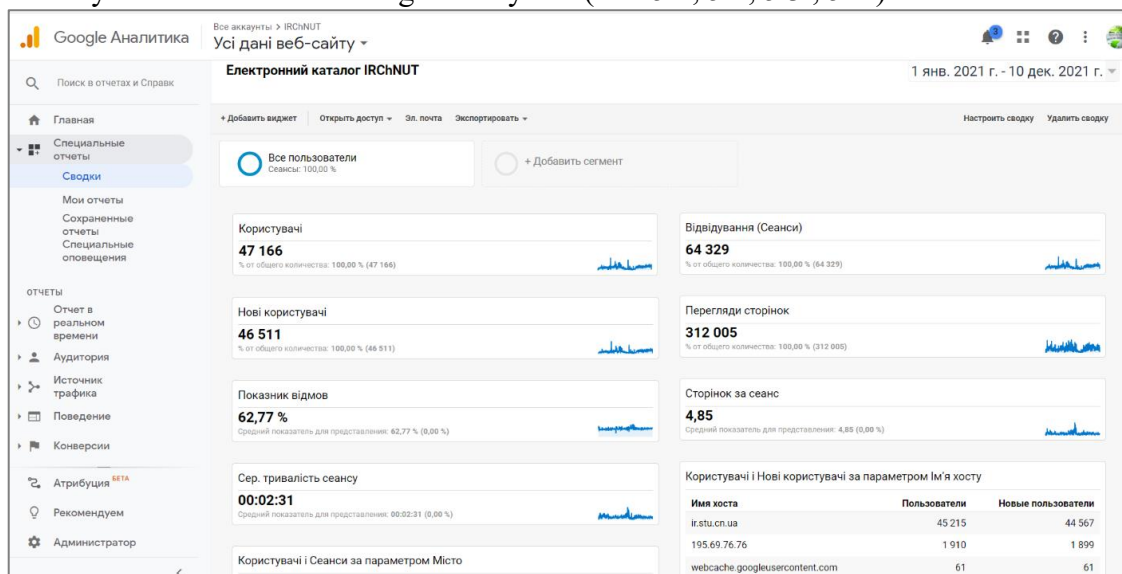 Google Аналитика
Все аккаунты > IRChNUT
Усі дані веб-сайту
3
Поиск в отчетах и Справк
Электронний каталог IRChNUT
1 янв. 2021 г. - 10 дек. 2021 г.
+ Добавить виджет Открыть доступ Эл. почта Экспортировать
Настроить сводку Удалить сводку
Главная
Специальные
отчеты
Сводки
Мои отчеты
Сохраненные
отчеты
Специальные
оповещения
ОТЧЕТЫ
Отчет в
реальном
времени
Аудитория
Источник
трафика
Поведение
Конверсии
Атрибуция БЕТА
Рекомендуем
Администратор
Все пользователи
Сеансы: 100,00 %
+ Добавить сегмент
Користувачі
47 166
% от общего количества: 100,00 % (47 166)
Відвідування (Сеанси)
64 329
% от общего количества: 100,00 % (64 329)
Нові користувачі
46 511
% от общего количества: 100,00 % (46 511)
Перегляди сторінок
312 005
% от общего количества: 100,00 % (312 005)
Показник відмов
62,77 %
Средний показатель для представления: 62,77 % (0,00 %)
Сторінок за сеанс
4,85
Средний показатель для представления: 4,85 (0,00 %)
Сер. тривалість сеансу
00:02:31
Средний показатель для представления: 00:02:31 (0,00 %)
Користувачі і Нові користувачі за параметром Ім'я хосту
Имя хоста Пользователи Новые пользователи
ir.stu.cn.ua 45 215 44 567
195.69.76.76 1 910 1 899
webcache.googleusercontent.com 61 61
Користувачі і Сеанси за параметром Місто